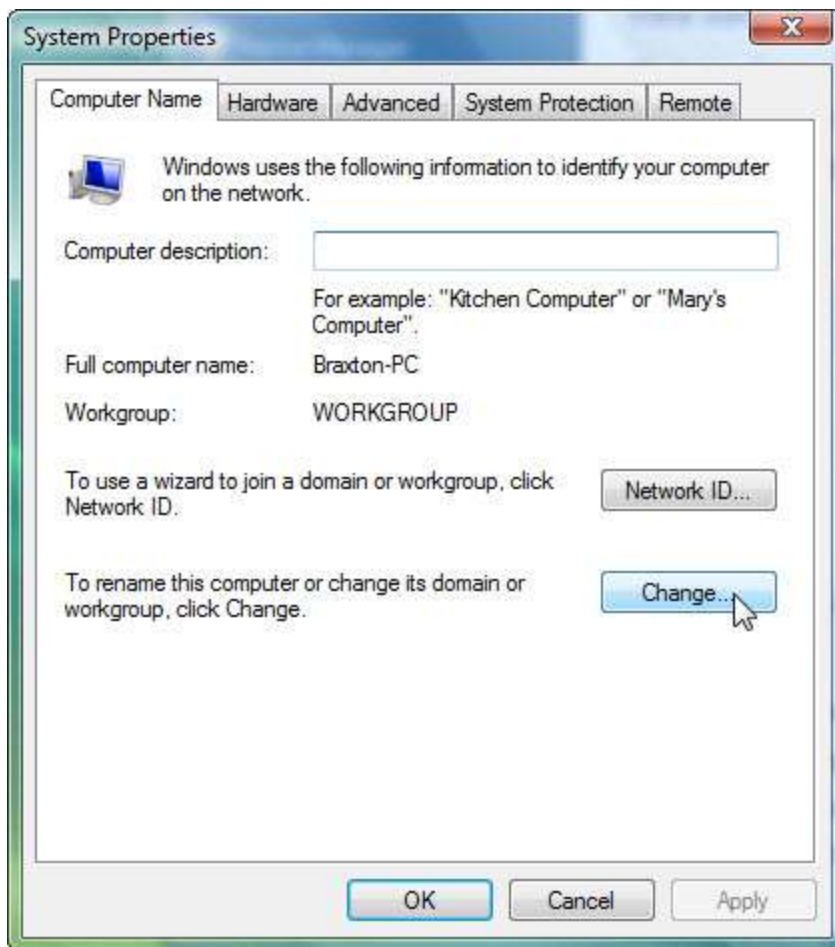 System Properties
Computer Name Hardware Advanced System Protection Remote
Windows uses the following information to identify your computer
on the network.
Computer description:
For example: "Kitchen Computer" or "Mary's
Computer".
Full computer name: Braxton-PC
Workgroup: WORKGROUP
To use a wizard to join a domain or workgroup, click
Network ID.
Network ID...
To rename this computer or change its domain or
workgroup, click Change.
Change...
OK Cancel Apply